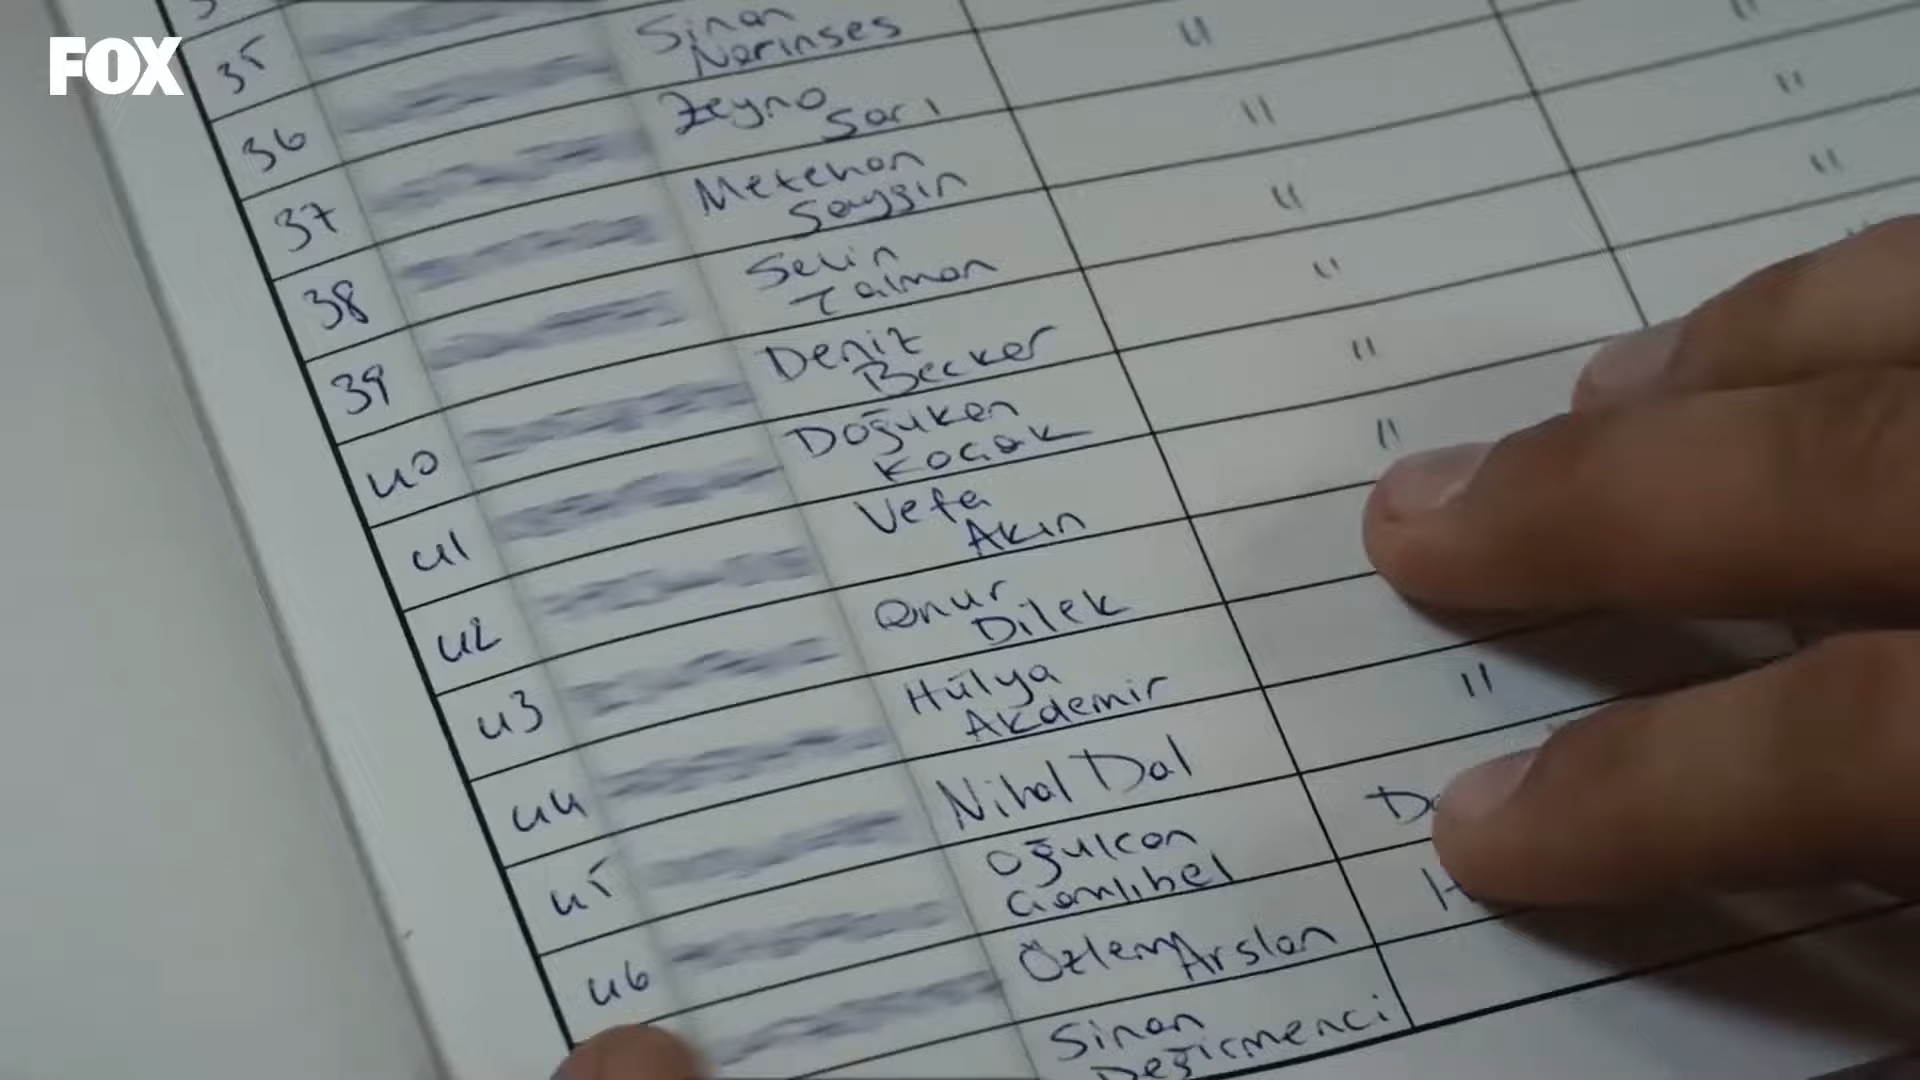 FOX
35
Sinan
Nerinses
"
"
36
Zeyno
Sarı
"
"
37
Metehan
Saygın
"
"
38
Selin
Talman
"
39
Deniz
Becker
"
40
Doğukan
Koçak
"
41
Vefa
Akın
42
Onur
Dilek
43
Hülya
Akdemir
"
44
Nihal Dal
D
45
Oğulcan
Camlıbel
H
46
Özlem Arslan
Sinan
Değirmenci